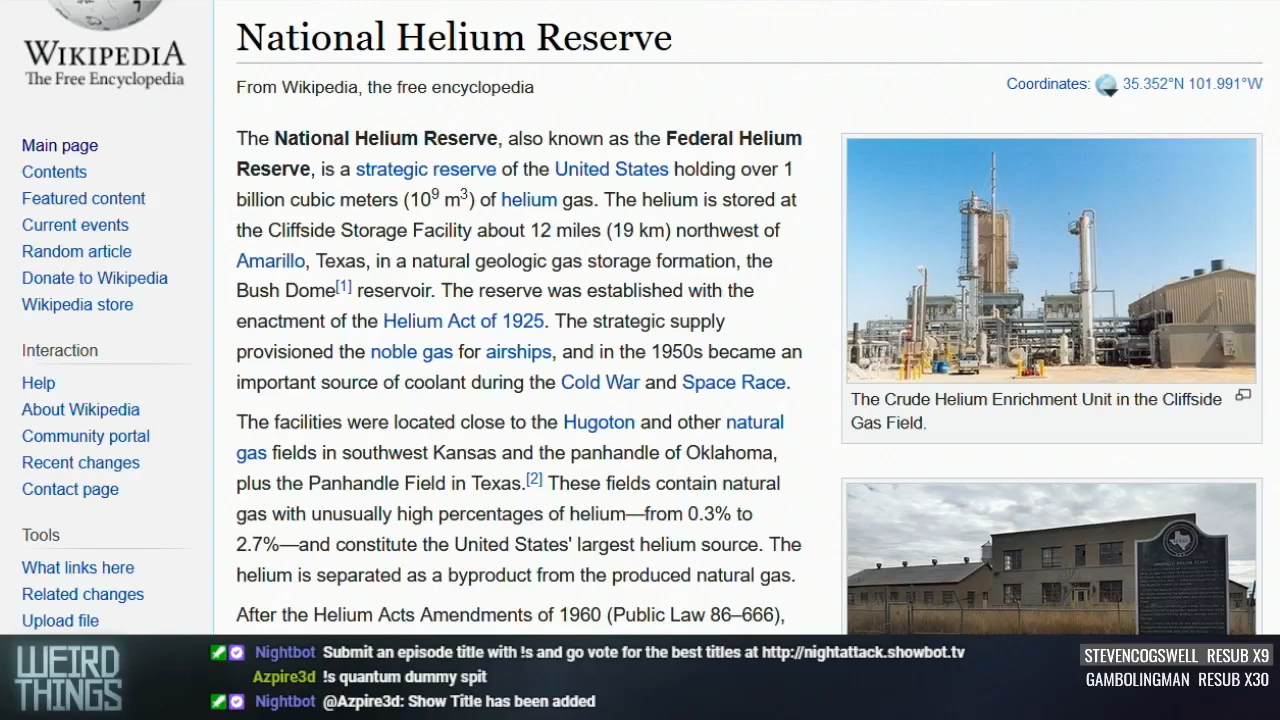 WIKIPEDIA
The Free Encyclopedia
Main page
Contents
Featured content
Current events
Random article
Donate to Wikipedia
Wikipedia store
Interaction
Help
About Wikipedia
Community portal
Recent changes
Contact page
Tools
What links here
Related changes
Upload file
National Helium Reserve
From Wikipedia, the free encyclopedia
Coordinates: 35.352°N 101.991°W
The National Helium Reserve, also known as the Federal Helium
Reserve, is a strategic reserve of the United States holding over 1
billion cubic meters (10⁹ m³) of helium gas. The helium is stored at
the Cliffside Storage Facility about 12 miles (19 km) northwest of
Amarillo, Texas, in a natural geologic gas storage formation, the
Bush Dome[1] reservoir. The reserve was established with the
enactment of the Helium Act of 1925. The strategic supply
provisioned the noble gas for airships, and in the 1950s became an
important source of coolant during the Cold War and Space Race.
The facilities were located close to the Hugoton and other natural
gas fields in southwest Kansas and the panhandle of Oklahoma,
plus the Panhandle Field in Texas.[2] These fields contain natural
gas with unusually high percentages of helium—from 0.3% to
2.7%—and constitute the United States' largest helium source. The
helium is separated as a byproduct from the produced natural gas.
After the Helium Acts Amendments of 1960 (Public Law 86–666),
The Crude Helium Enrichment Unit in the Cliffside
Gas Field.
WEIRD
THINGS
Nightbot Submit an episode title with !s and go vote for the best titles at http://nightattack.showbot.tv
Azpire3d !s quantum dummy spit
Nightbot @Azpire3d: Show Title has been added
STEVENCOGSWELL RESUB X9
GAMBOLINGMAN RESUB X30